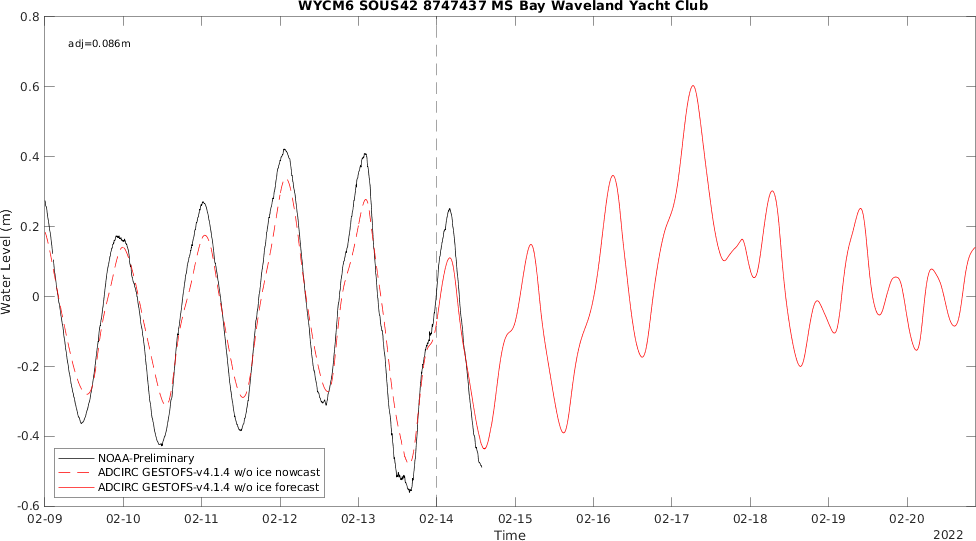 WYCM6 SOUS42 8747437 MS Bay Waveland Yacht Club
adj=0.086m
Water Level (m)
0.8
0.6
0.4
0.2
0
-0.2
-0.4
-0.6
NOAA-Preliminary
ADCIRC GESTOFS-v4.1.4 w/o ice nowcast
ADCIRC GESTOFS-v4.1.4 w/o ice forecast
02-09 02-10 02-11 02-12 02-13 02-14 02-15 02-16 02-17 02-18 02-19 02-20
Time
2022